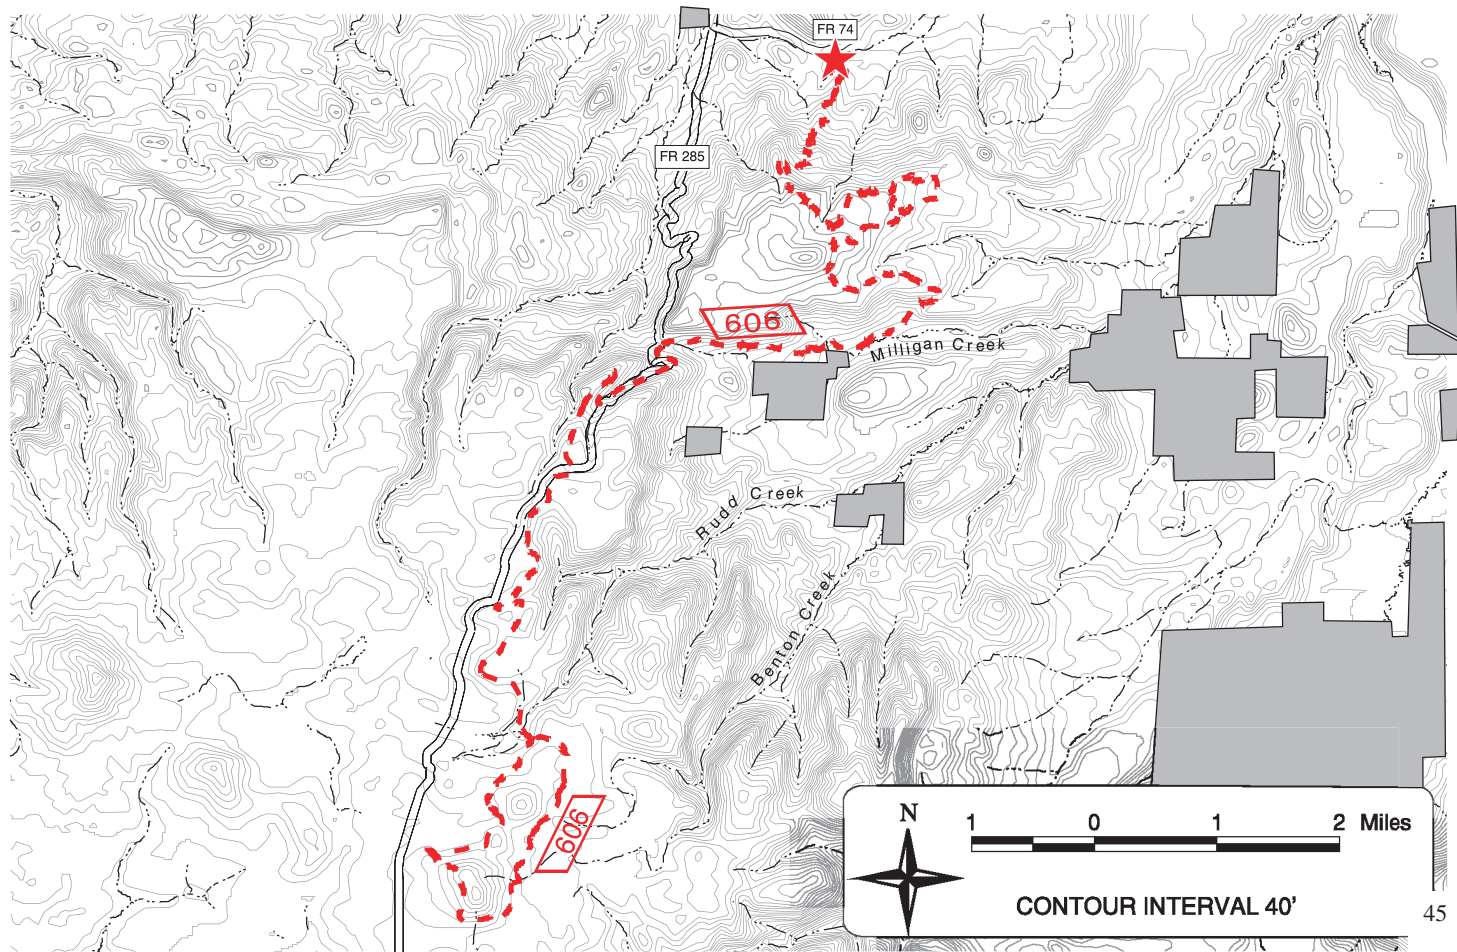 FR 74
FR 285
606
Milligan Creek
Rudd Creek
Benton Creek
606
N
1 0 1 2 Miles
CONTOUR INTERVAL 40'
45